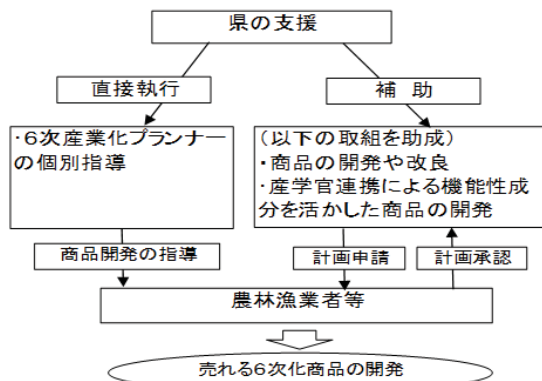 県の支援
直接執行
補　助
・６次産業化プランナー
の個別指導
（以下の取組を助成）
・商品の開発や改良
・産学官連携による機能性成
分を活かした商品の開発
商品開発の指導
計画申請
計画承認
農林漁業者等
売れる６次化商品の開発